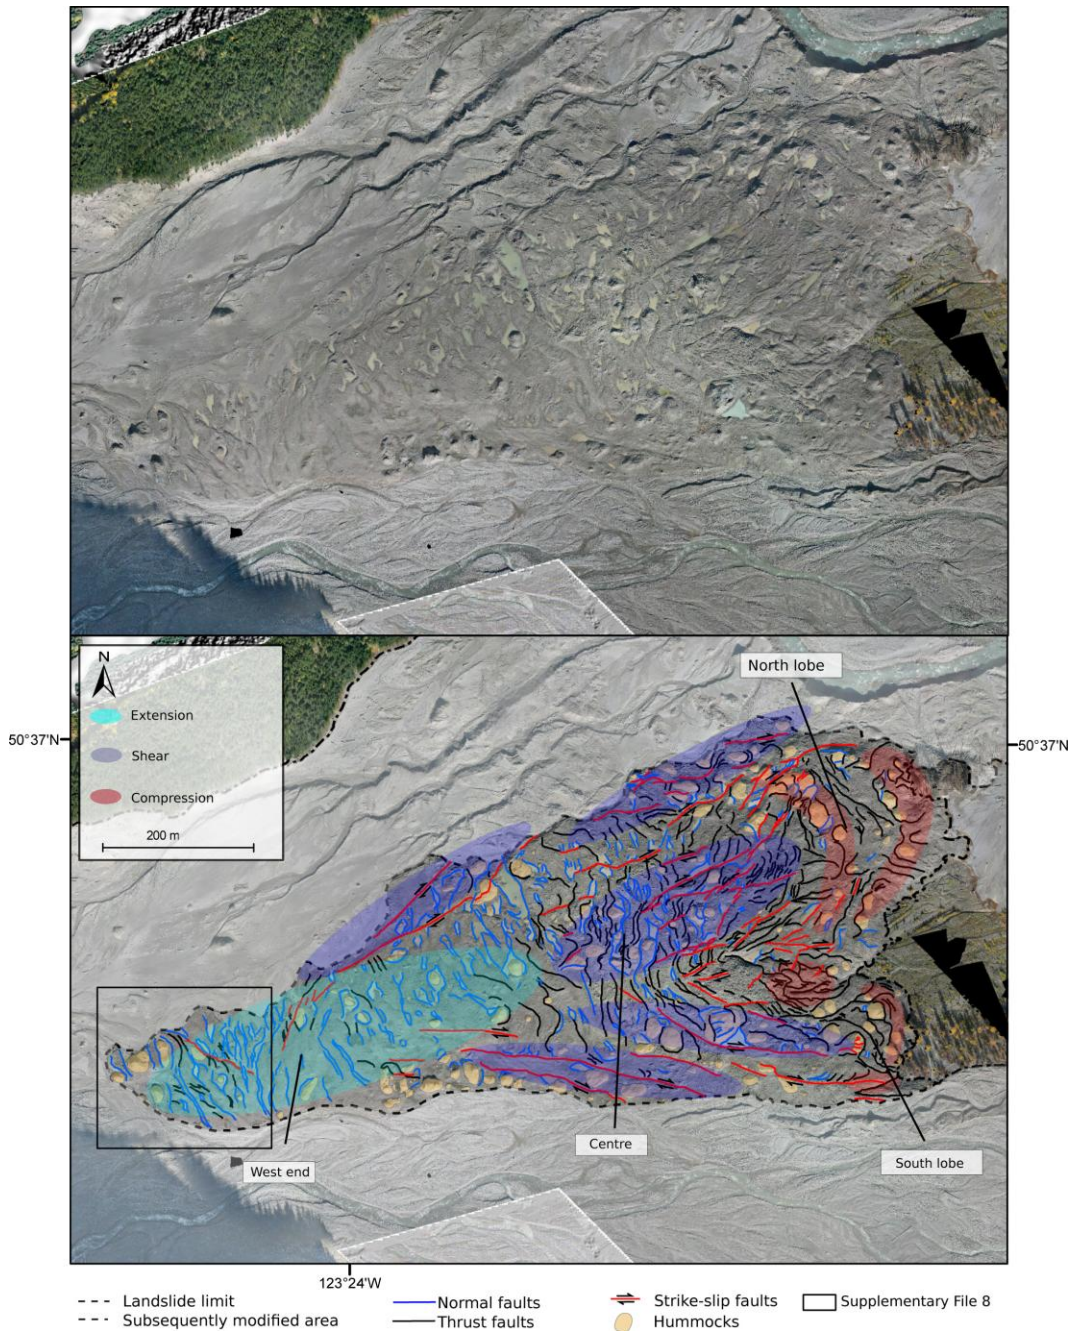 North lobe
N
Extension
50°37'N
50°37'N
Shear
Compression
200 m
West end
Centre
South lobe
123°24'W
Landslide limit
Normal faults
Strike-slip faults
Supplementary File 8
Subsequently modified area
Thrust faults
Hummocks